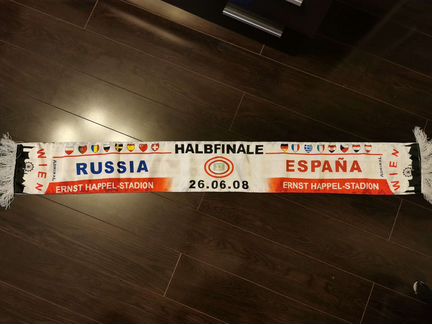 HALBFINALE
WIEN
RUSSIA
ESPAÑA
WIEN
26.06.08
ERNST HAPPEL-STADION
ERNST HAPPEL-STADION